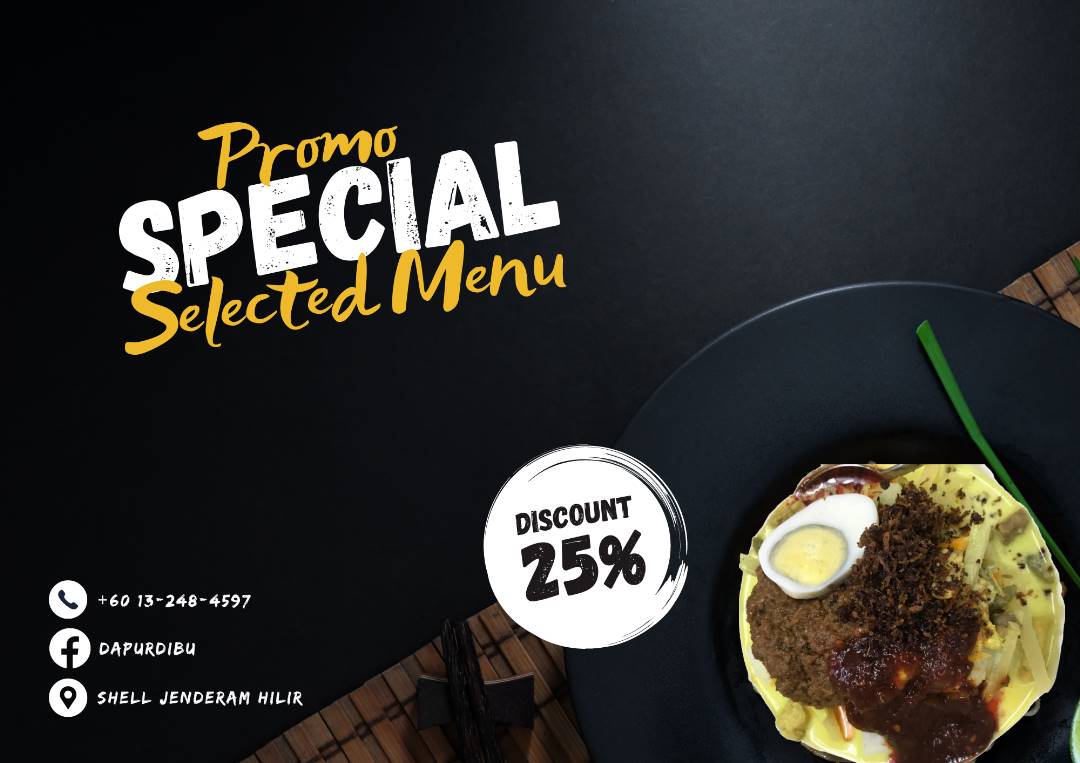 Promo
SPECIAL
Selected Menu
DISCOUNT
25%
+60 13-248-4597
DAPURDIBU
SHELL JENDERAM HILIR